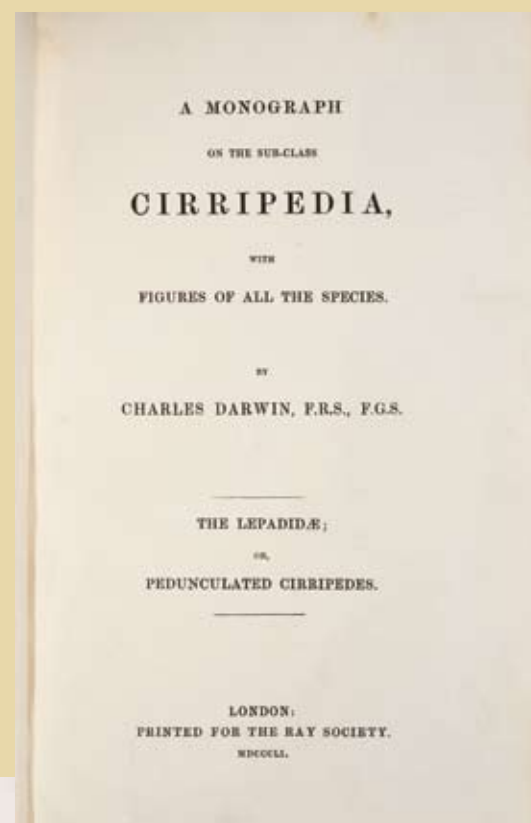 A MONOGRAPH
ON THE SUB-CLASS
CIRRIPEDIA,
WITH
FIGURES OF ALL THE SPECIES.
BY
CHARLES DARWIN, F.R.S., F.G.S.
THE LEPADIDÆ;
OR,
PEDUNCULATED CIRRIPEDES.
LONDON:
PRINTED FOR THE RAY SOCIETY.
MDCCCLI.